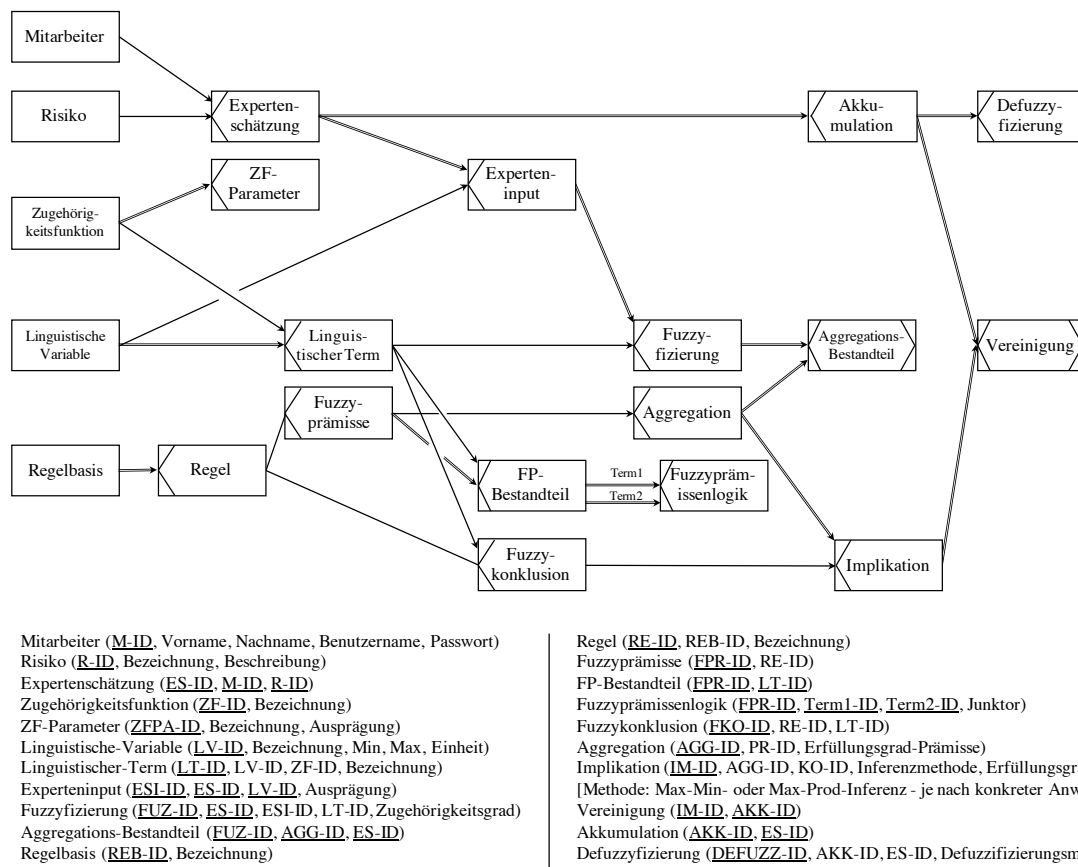 Mitarbeiter
Risiko
Experten-
schätzung
Akku-
mulation
Defuzzy-
fizierung
ZF-
Parameter
Experten-
input
Zugehörig-
keitsfunktion
Linguistische
Variable
Linguis-
tischer Term
Fuzzy-
fizierung
Aggregations-
Bestandteil
Vereinigung
Fuzzy-
prämisse
Aggregation
Regelbasis
Regel
FP-
Bestandteil
Term1
Term2
Fuzzypräm-
issenlogik
Fuzzy-
konklusion
Implikation
Mitarbeiter (M-ID, Vorname, Nachname, Benutzername, Passwort)
Risiko (R-ID, Bezeichnung, Beschreibung)
Expertenschätzung (ES-ID, M-ID, R-ID)
Zugehörigkeitsfunktion (ZF-ID, Bezeichnung)
ZF-Parameter (ZFPA-ID, Bezeichnung, Ausprägung)
Linguistische-Variable (LV-ID, Bezeichnung, Min, Max, Einheit)
Linguistischer-Term (LT-ID, LV-ID, ZF-ID, Bezeichnung)
Experteninput (ESI-ID, ES-ID, LV-ID, Ausprägung)
Fuzzyfizierung (FUZ-ID, ES-ID, ESI-ID, LT-ID, Zugehörigkeitsgrad)
Aggregations-Bestandteil (FUZ-ID, AGG-ID, ES-ID)
Regelbasis (REB-ID, Bezeichnung)
Regel (RE-ID, REB-ID, Bezeichnung)
Fuzzyprämisse (FPR-ID, RE-ID)
FP-Bestandteil (FPR-ID, LT-ID)
Fuzzyprämissenlogik (FPR-ID, Term1-ID, Term2-ID, Junktor)
Fuzzykonklusion (FKO-ID, RE-ID, LT-ID)
Aggregation (AGG-ID, PR-ID, Erfüllungsgrad-Prämisse)
Implikation (IM-ID, AGG-ID, KO-ID, Inferenzmethode, Erfüllungsgr
[Methode: Max-Min- oder Max-Prod-Inferenz - je nach konkreter Anw
Vereinigung (IM-ID, AKK-ID)
Akkumulation (AKK-ID, ES-ID)
Defuzzyfizierung (DEFUZZ-ID, AKK-ID, ES-ID, Defuzzifizierungsm